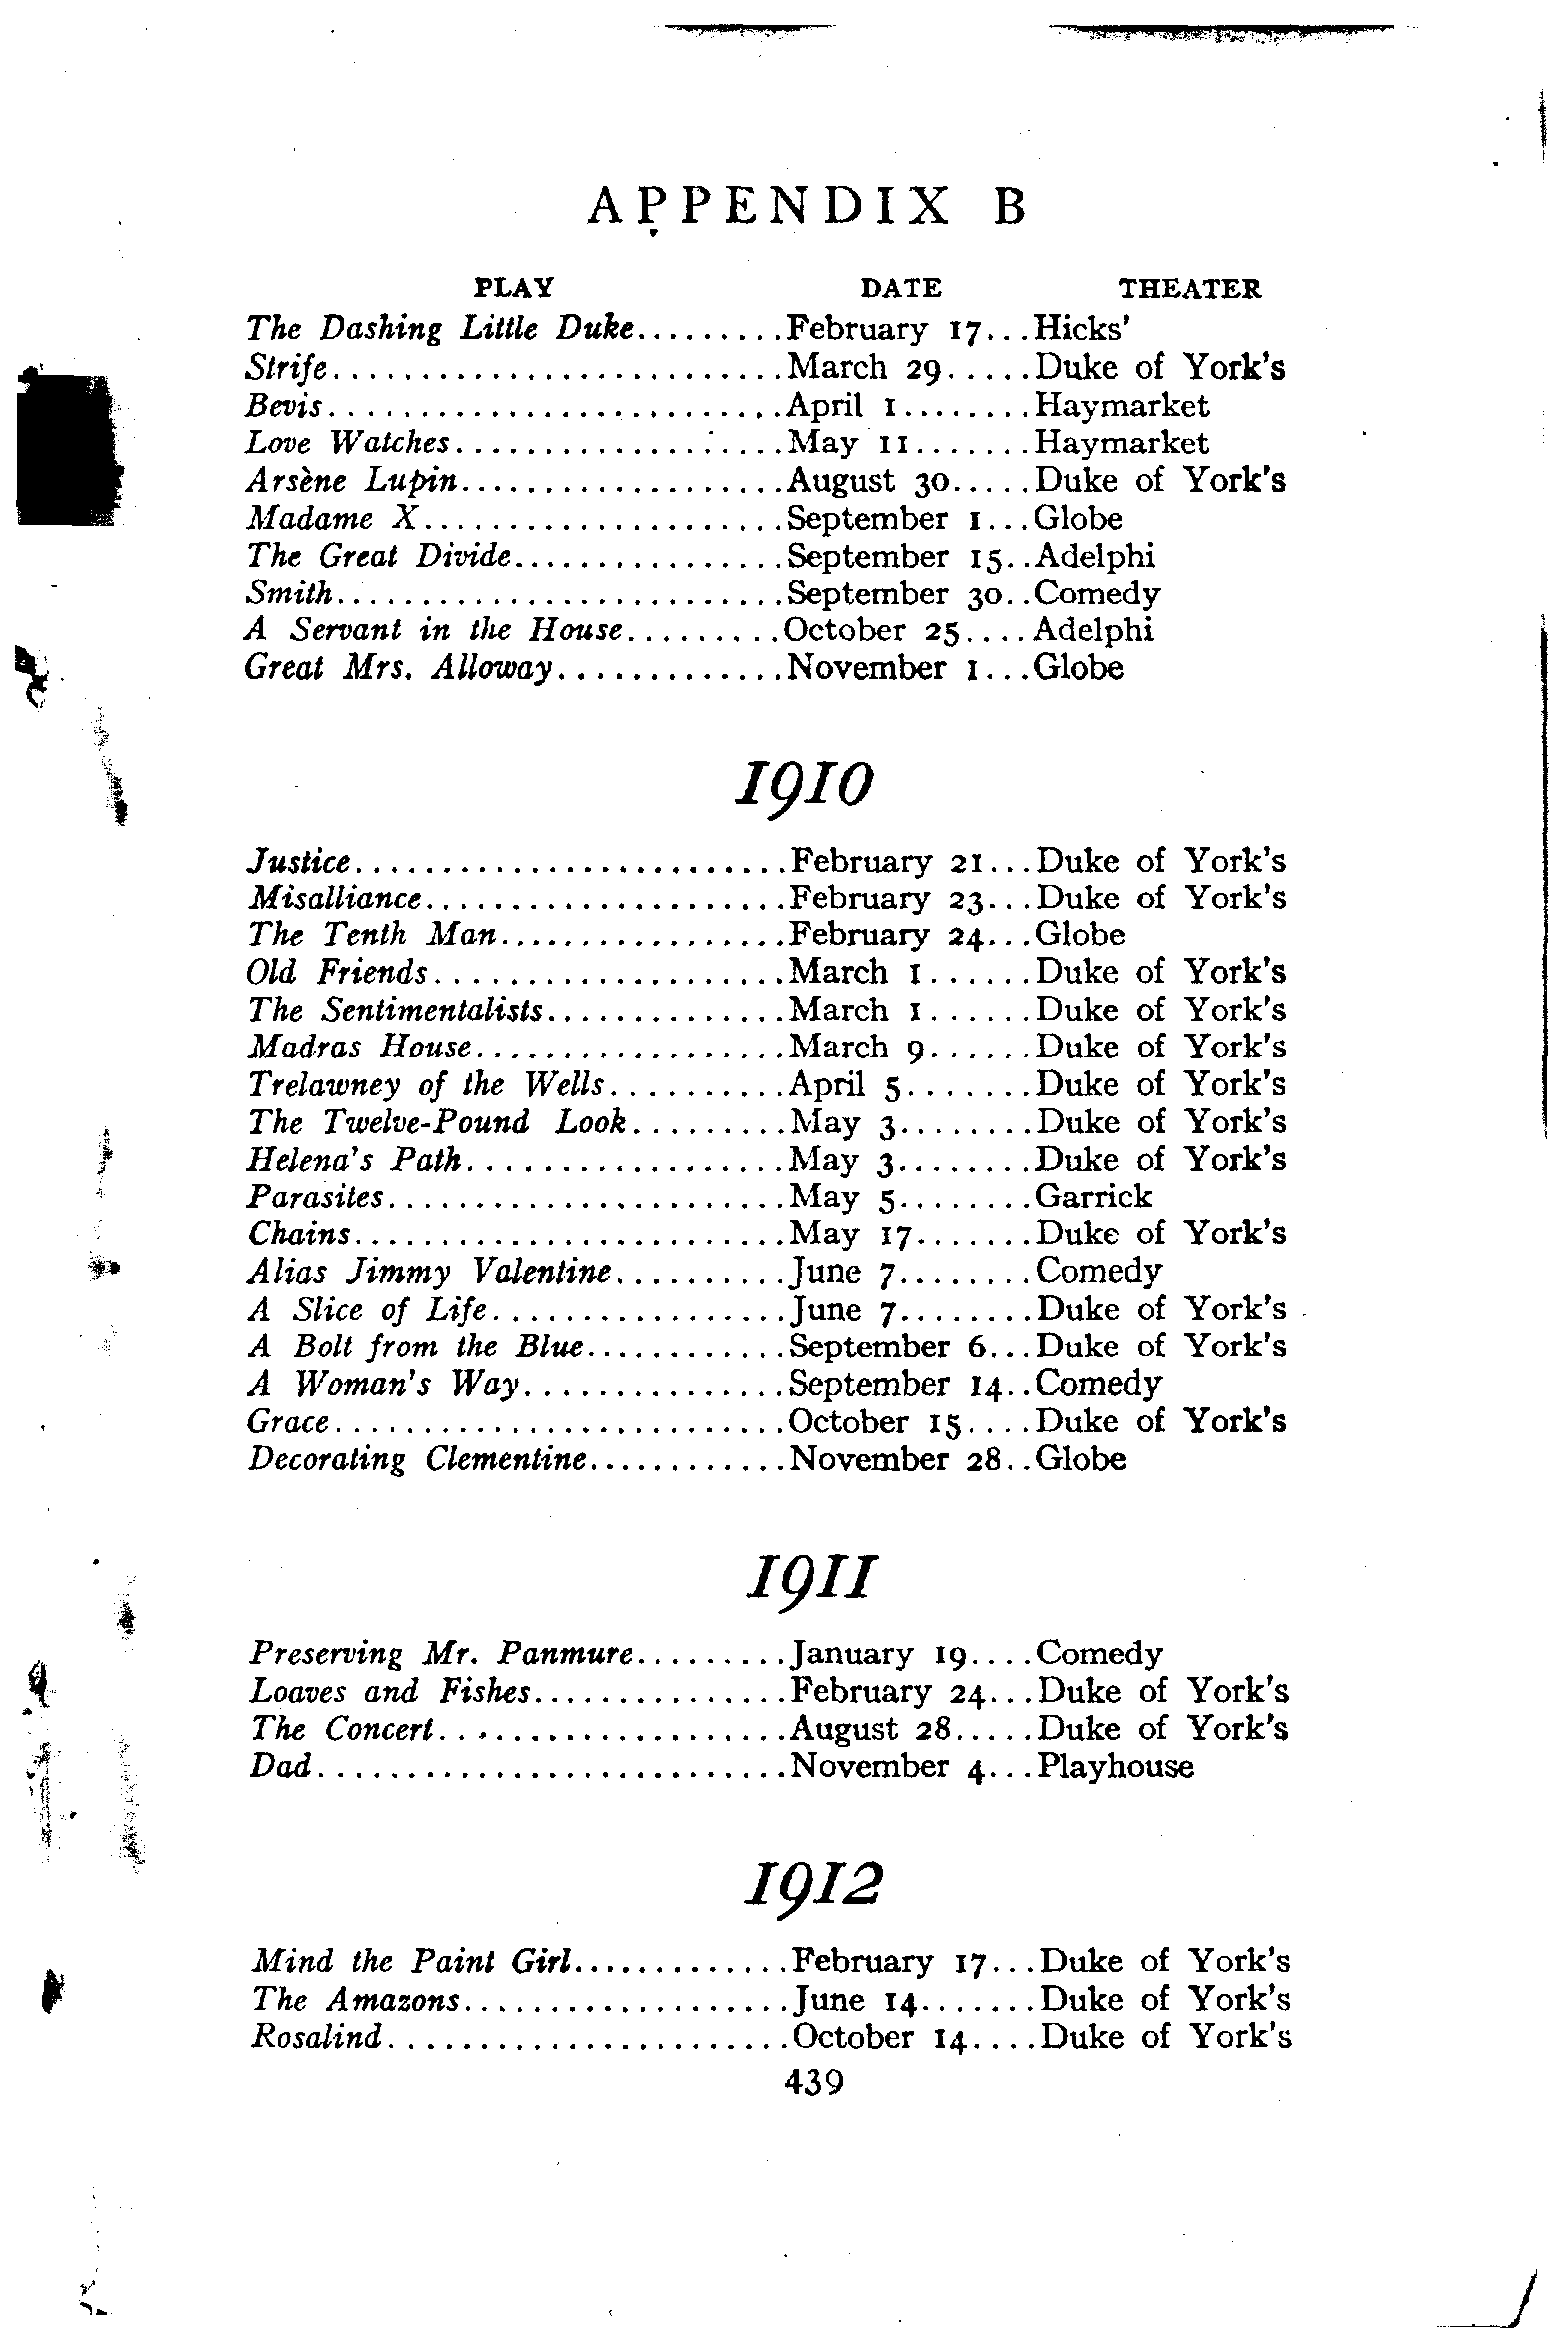 APPENDIX B
PLAY DATE THEATER
The Dashing Little Duke.........February 17...Hicks'
Strife...........................March 29.....Duke of York's
Bevis...........................April 1........Haymarket
Love Watches....................May 11.......Haymarket
Arsène Lupin....................August 30.....Duke of York's
Madame X......................September 1...Globe
The Great Divide................September 15..Adelphi
Smith...........................September 30..Comedy
A Servant in the House.........October 25....Adelphi
Great Mrs. Alloway.............November 1...Globe
1910
Justice..........................February 21...Duke of York's
Misalliance......................February 23...Duke of York's
The Tenth Man.................February 24...Globe
Old Friends.....................March 1......Duke of York's
The Sentimentalists..............March 1......Duke of York's
Madras House...................March 9......Duke of York's
Trelawney of the Wells..........April 5........Duke of York's
The Twelve-Pound Look.........May 3........Duke of York's
Helena's Path...................May 3........Duke of York's
Parasites........................May 5........Garrick
Chains..........................May 17.......Duke of York's
Alias Jimmy Valentine..........June 7........Comedy
A Slice of Life..................June 7........Duke of York's
A Bolt from the Blue............September 6...Duke of York's
A Woman's Way................September 14..Comedy
Grace...........................October 15....Duke of York's
Decorating Clementine............November 28..Globe
1911
Preserving Mr. Panmure.........January 19....Comedy
Loaves and Fishes...............February 24...Duke of York's
The Concert.....................August 28.....Duke of York's
Dad............................November 4...Playhouse
1912
Mind the Paint Girl.............February 17...Duke of York's
The Amazons...................June 14.......Duke of York's
Rosalind........................October 14....Duke of York's
439